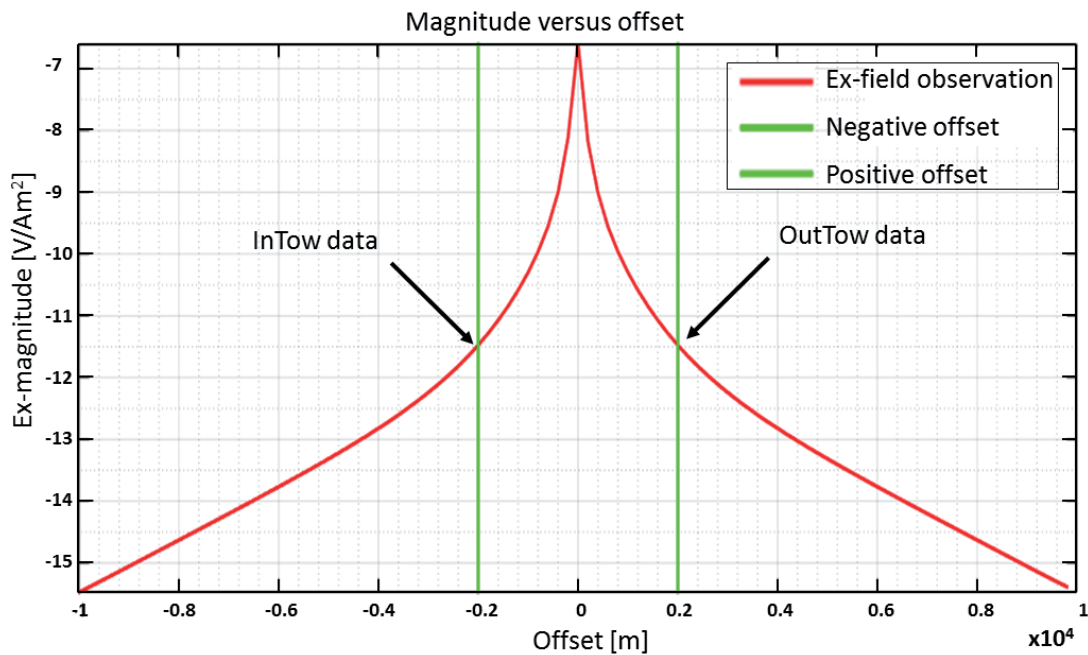 Magnitude versus offset
Ex-magnitude [V/Am²]
-7
-8
-9
-10
-11
-12
-13
-14
-15
Ex-field observation
Negative offset
Positive offset
InTow data
OutTow data
-1
-0.8
-0.6
-0.4
-0.2
0
0.2
0.4
0.6
0.8
1
Offset [m]
x10⁴